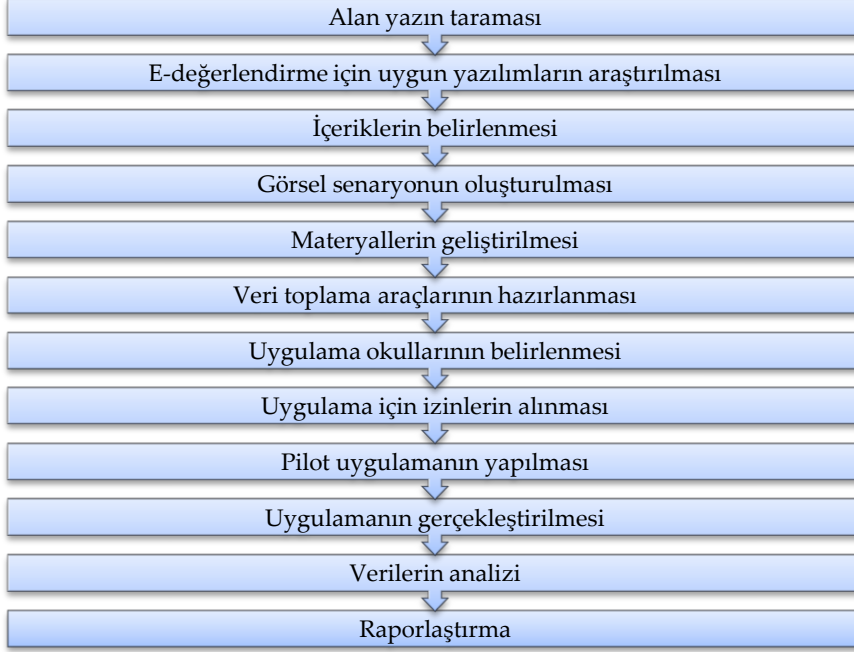 Alan yazın taraması
E-değerlendirme için uygun yazılımların araştırılması
İçeriklerin belirlenmesi
Görsel senaryonun oluşturulması
Materyallerin geliştirilmesi
Veri toplama araçlarının hazırlanması
Uygulama okullarının belirlenmesi
Uygulama için izinlerin alınması
Pilot uygulamanın yapılması
Uygulamanın gerçekleştirilmesi
Verilerin analizi
Raporlaştırma